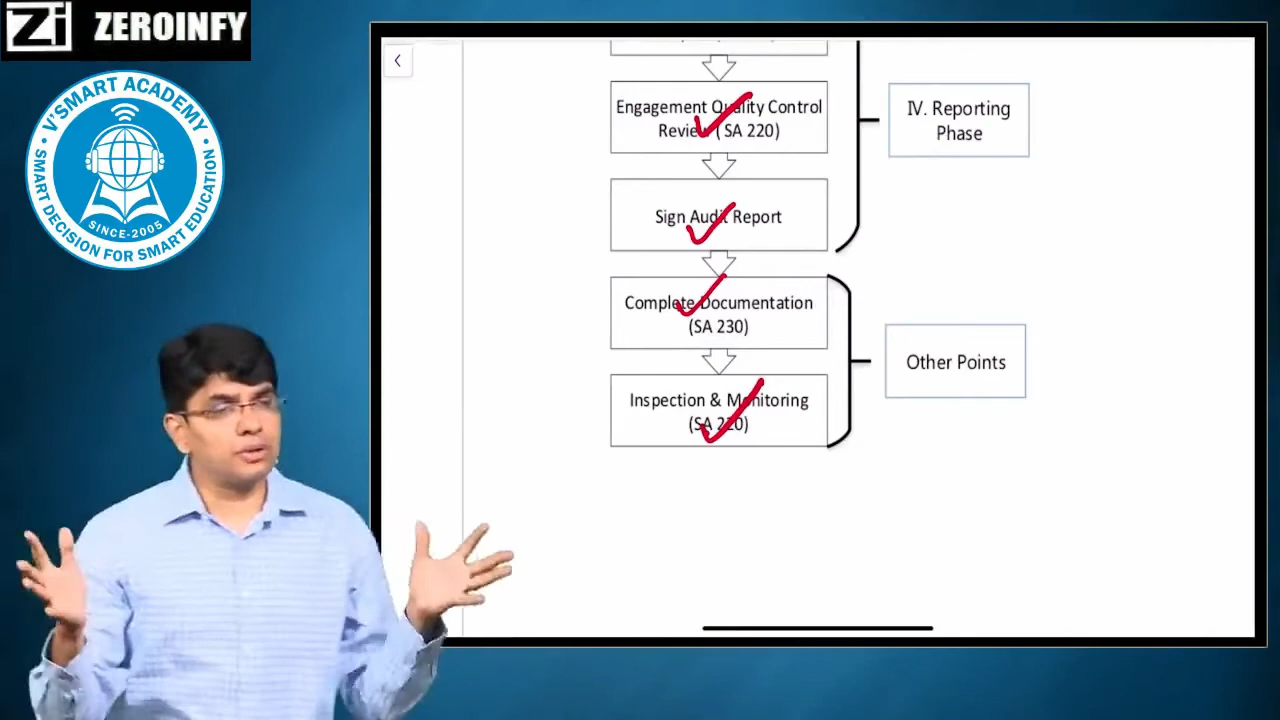 Zi ZEROINFY
V'SMART ACADEMY
SINCE-2005
SMART DECISION FOR SMART EDUCATION
Engagement Quality Control
Review ( SA 220)
IV. Reporting
Phase
Sign Audit Report
Complete Documentation
(SA 230)
Other Points
Inspection & Monitoring
(SA 220)